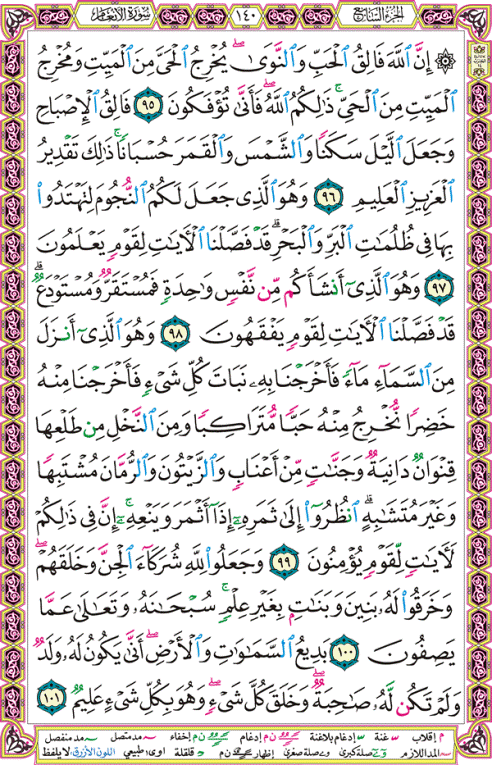 الجزء السابع ١٤٠ سورة الأنعام
۞ إِنَّ ٱللَّهَ فَالِقُ ٱلْحَبِّ وَٱلنَّوَىٰ ۖ يُخْرِجُ ٱلْحَىَّ مِنَ ٱلْمَيِّتِ وَمُخْرِجُ
ٱلْمَيِّتِ مِنَ ٱلْحَىِّ ۚ ذَٰلِكُمُ ٱللَّهُ ۖ فَأَنَّىٰ تُؤْفَكُونَ ٩٥ فَالِقُ ٱلْإِصْبَاحِ
وَجَعَلَ ٱلَّيْلَ سَكَنًا وَٱلشَّمْسَ وَٱلْقَمَرَ حُسْبَانًا ۚ ذَٰلِكَ تَقْدِيرُ
ٱلْعَزِيزِ ٱلْعَلِيمِ ٩٦ وَهُوَ ٱلَّذِى جَعَلَ لَكُمُ ٱلنُّجُومَ لِتَهْتَدُوا۟
بِهَا فِى ظُلُمَٰتِ ٱلْبَرِّ وَٱلْبَحْرِ ۗ قَدْ فَصَّلْنَا ٱلْءَايَٰتِ لِقَوْمٍ يَعْلَمُونَ
٩٧ وَهُوَ ٱلَّذِىٓ أَنشَأَكُم مِّن نَّفْسٍ وَٰحِدَةٍ فَمُسْتَقَرٌّ وَمُسْتَوْدَعٌ ۗ
قَدْ فَصَّلْنَا ٱلْءَايَٰتِ لِقَوْمٍ يَفْقَهُونَ ٩٨ وَهُوَ ٱلَّذِىٓ أَنزَلَ
مِنَ ٱلسَّمَآءِ مَآءً فَأَخْرَجْنَا بِهِۦ نَبَاتَ كُلِّ شَىْءٍ فَأَخْرَجْنَا مِنْهُ
خَضِرًا نُّخْرِجُ مِنْهُ حَبًّا مُّتَرَاكِبًا وَمِنَ ٱلنَّخْلِ مِن طَلْعِهَا
قِنْوَانٌ دَانِيَةٌ وَجَنَّٰتٍ مِّنْ أَعْنَابٍ وَٱلزَّيْتُونَ وَٱلرُّمَّانَ مُشْتَبِهًا
وَغَيْرَ مُتَشَٰبِهٍ ۗ ٱنظُرُوٓا۟ إِلَىٰ ثَمَرِهِۦٓ إِذَآ أَثْمَرَ وَيَنْعِهِۦٓ ۚ إِنَّ فِى ذَٰلِكُمْ
لَءَايَٰتٍ لِّقَوْمٍ يُؤْمِنُونَ ٩٩ وَجَعَلُوا۟ لِلَّهِ شُرَكَآءَ ٱلْجِنَّ وَخَلَقَهُمْ ۖ
وَخَرَقُوا۟ لَهُۥ بَنِينَ وَبَنَٰتٍۭ بِغَيْرِ عِلْمٍ ۚ سُبْحَٰنَهُۥ وَتَعَٰلَىٰ عَمَّا
يَصِفُونَ ١٠٠ بَدِيعُ ٱلسَّمَٰوَٰتِ وَٱلْأَرْضِ ۖ أَنَّىٰ يَكُونُ لَهُۥ وَلَدٌ
وَلَمْ تَكُن لَّهُۥ صَٰحِبَةٌ ۖ وَخَلَقَ كُلَّ شَىْءٍ ۖ وَهُوَ بِكُلِّ شَىْءٍ عَلِيمٌ ١٠١
م إقلاب غنة إدغام بلاغنة ن م إدغام ن م إخفاء مد متصل مد منفصل
المد اللازم صلة كبرى وصلة صغرى إظهار ن م قلقلة اوى: طبيعي اللون الأزرق: لا يلفظ